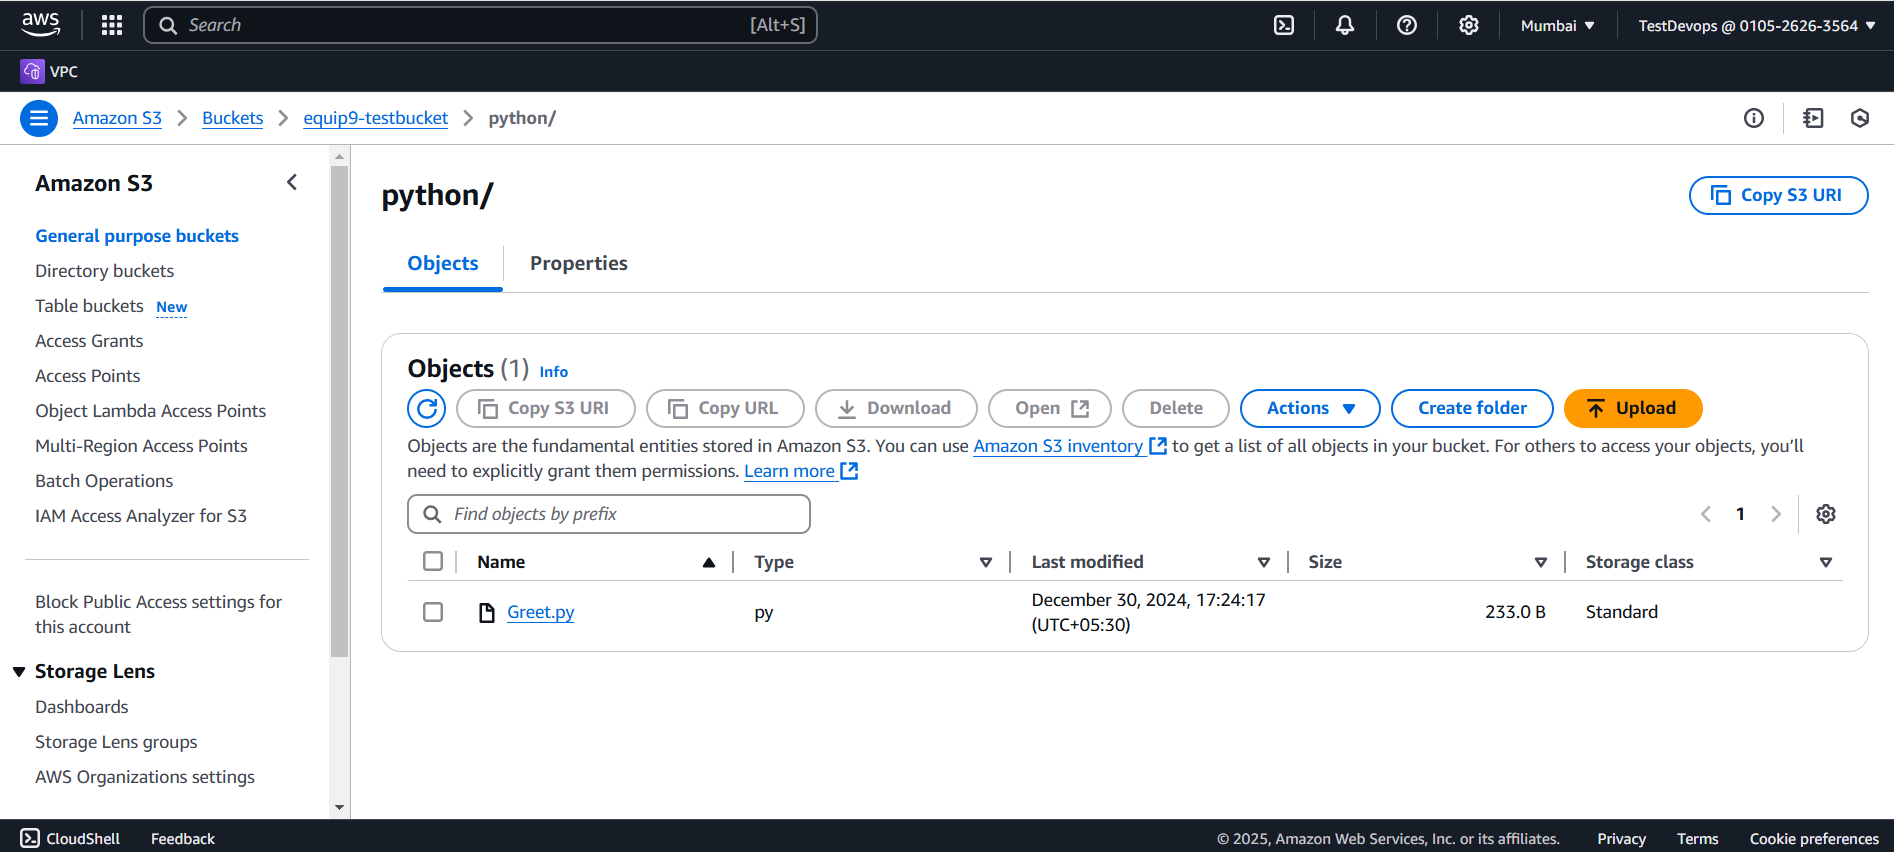 aws Search [Alt+S] Mumbai TestDevops @ 0105-2626-3564
VPC
Amazon S3 Buckets equip9-testbucket python/
Amazon S3
General purpose buckets
Directory buckets
Table buckets New
Access Grants
Access Points
Object Lambda Access Points
Multi-Region Access Points
Batch Operations
IAM Access Analyzer for S3
Block Public Access settings for
this account
Storage Lens
Dashboards
Storage Lens groups
AWS Organizations settings
python/
Copy S3 URI
Objects Properties
Objects (1) Info
Copy S3 URI Copy URL Download Open Delete Actions Create folder Upload
Objects are the fundamental entities stored in Amazon S3. You can use Amazon S3 inventory to get a list of all objects in your bucket. For others to access your objects, you’ll
need to explicitly grant them permissions. Learn more
Find objects by prefix 1
Name Type Last modified Size Storage class
Greet.py py December 30, 2024, 17:24:17 233.0 B Standard
(UTC+05:30)
CloudShell Feedback © 2025, Amazon Web Services, Inc. or its affiliates. Privacy Terms Cookie preferences